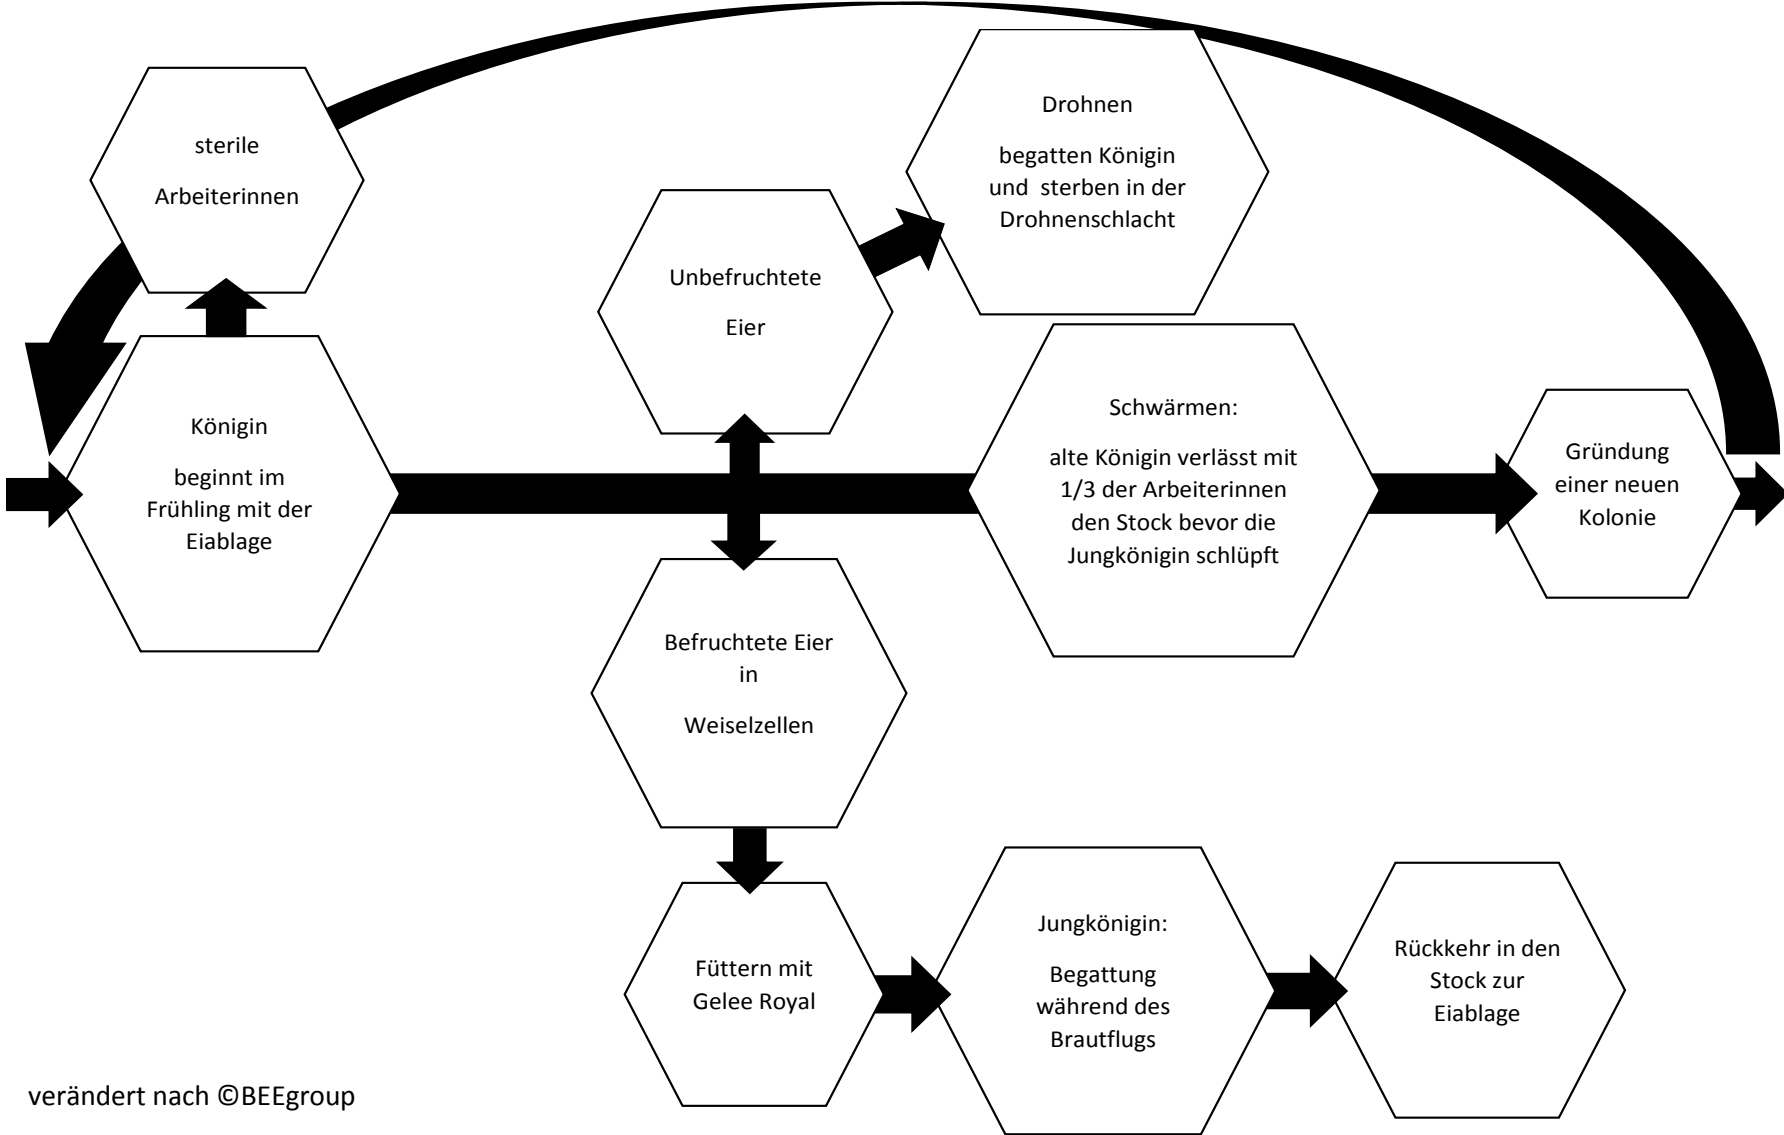 sterile
Arbeiterinnen
Drohnen
begatten Königin
und sterben in der
Drohnenschlacht
Unbefruchtete
Eier
Königin
beginnt im
Frühling mit der
Eiablage
Schwärmen:
alte Königin verlässt mit
1/3 der Arbeiterinnen
den Stock bevor die
Jungkönigin schlüpft
Gründung
einer neuen
Kolonie
Befruchtete Eier
in
Weiselzellen
Füttern mit
Gelee Royal
Jungkönigin:
Begattung
während des
Brautflugs
Rückkehr in den
Stock zur
Eiablage
verändert nach ©BEEgroup